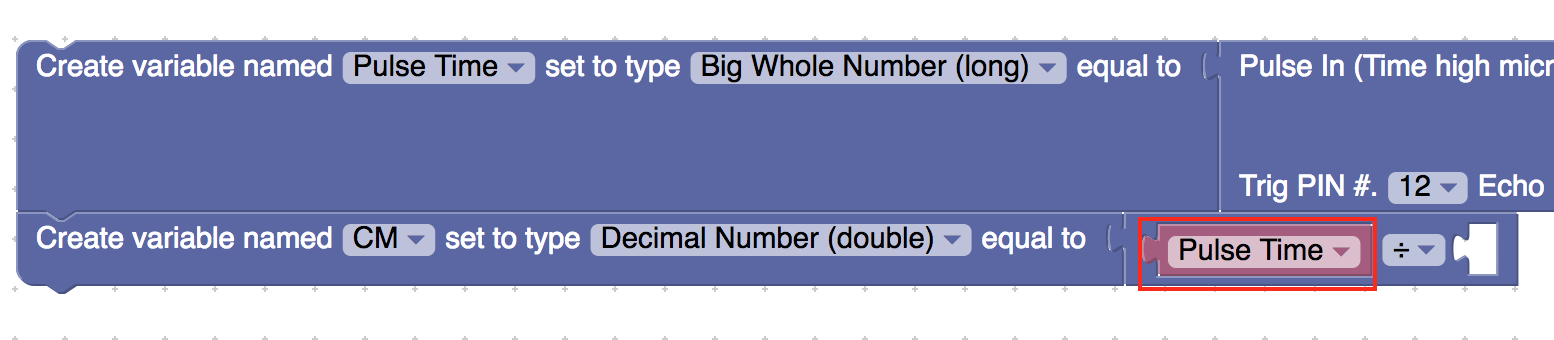 Create variable named Pulse Time set to type Big Whole Number (long) equal to Pulse In (Time high micr
Trig PIN #. 12 Echo
Create variable named CM set to type Decimal Number (double) equal to Pulse Time ÷